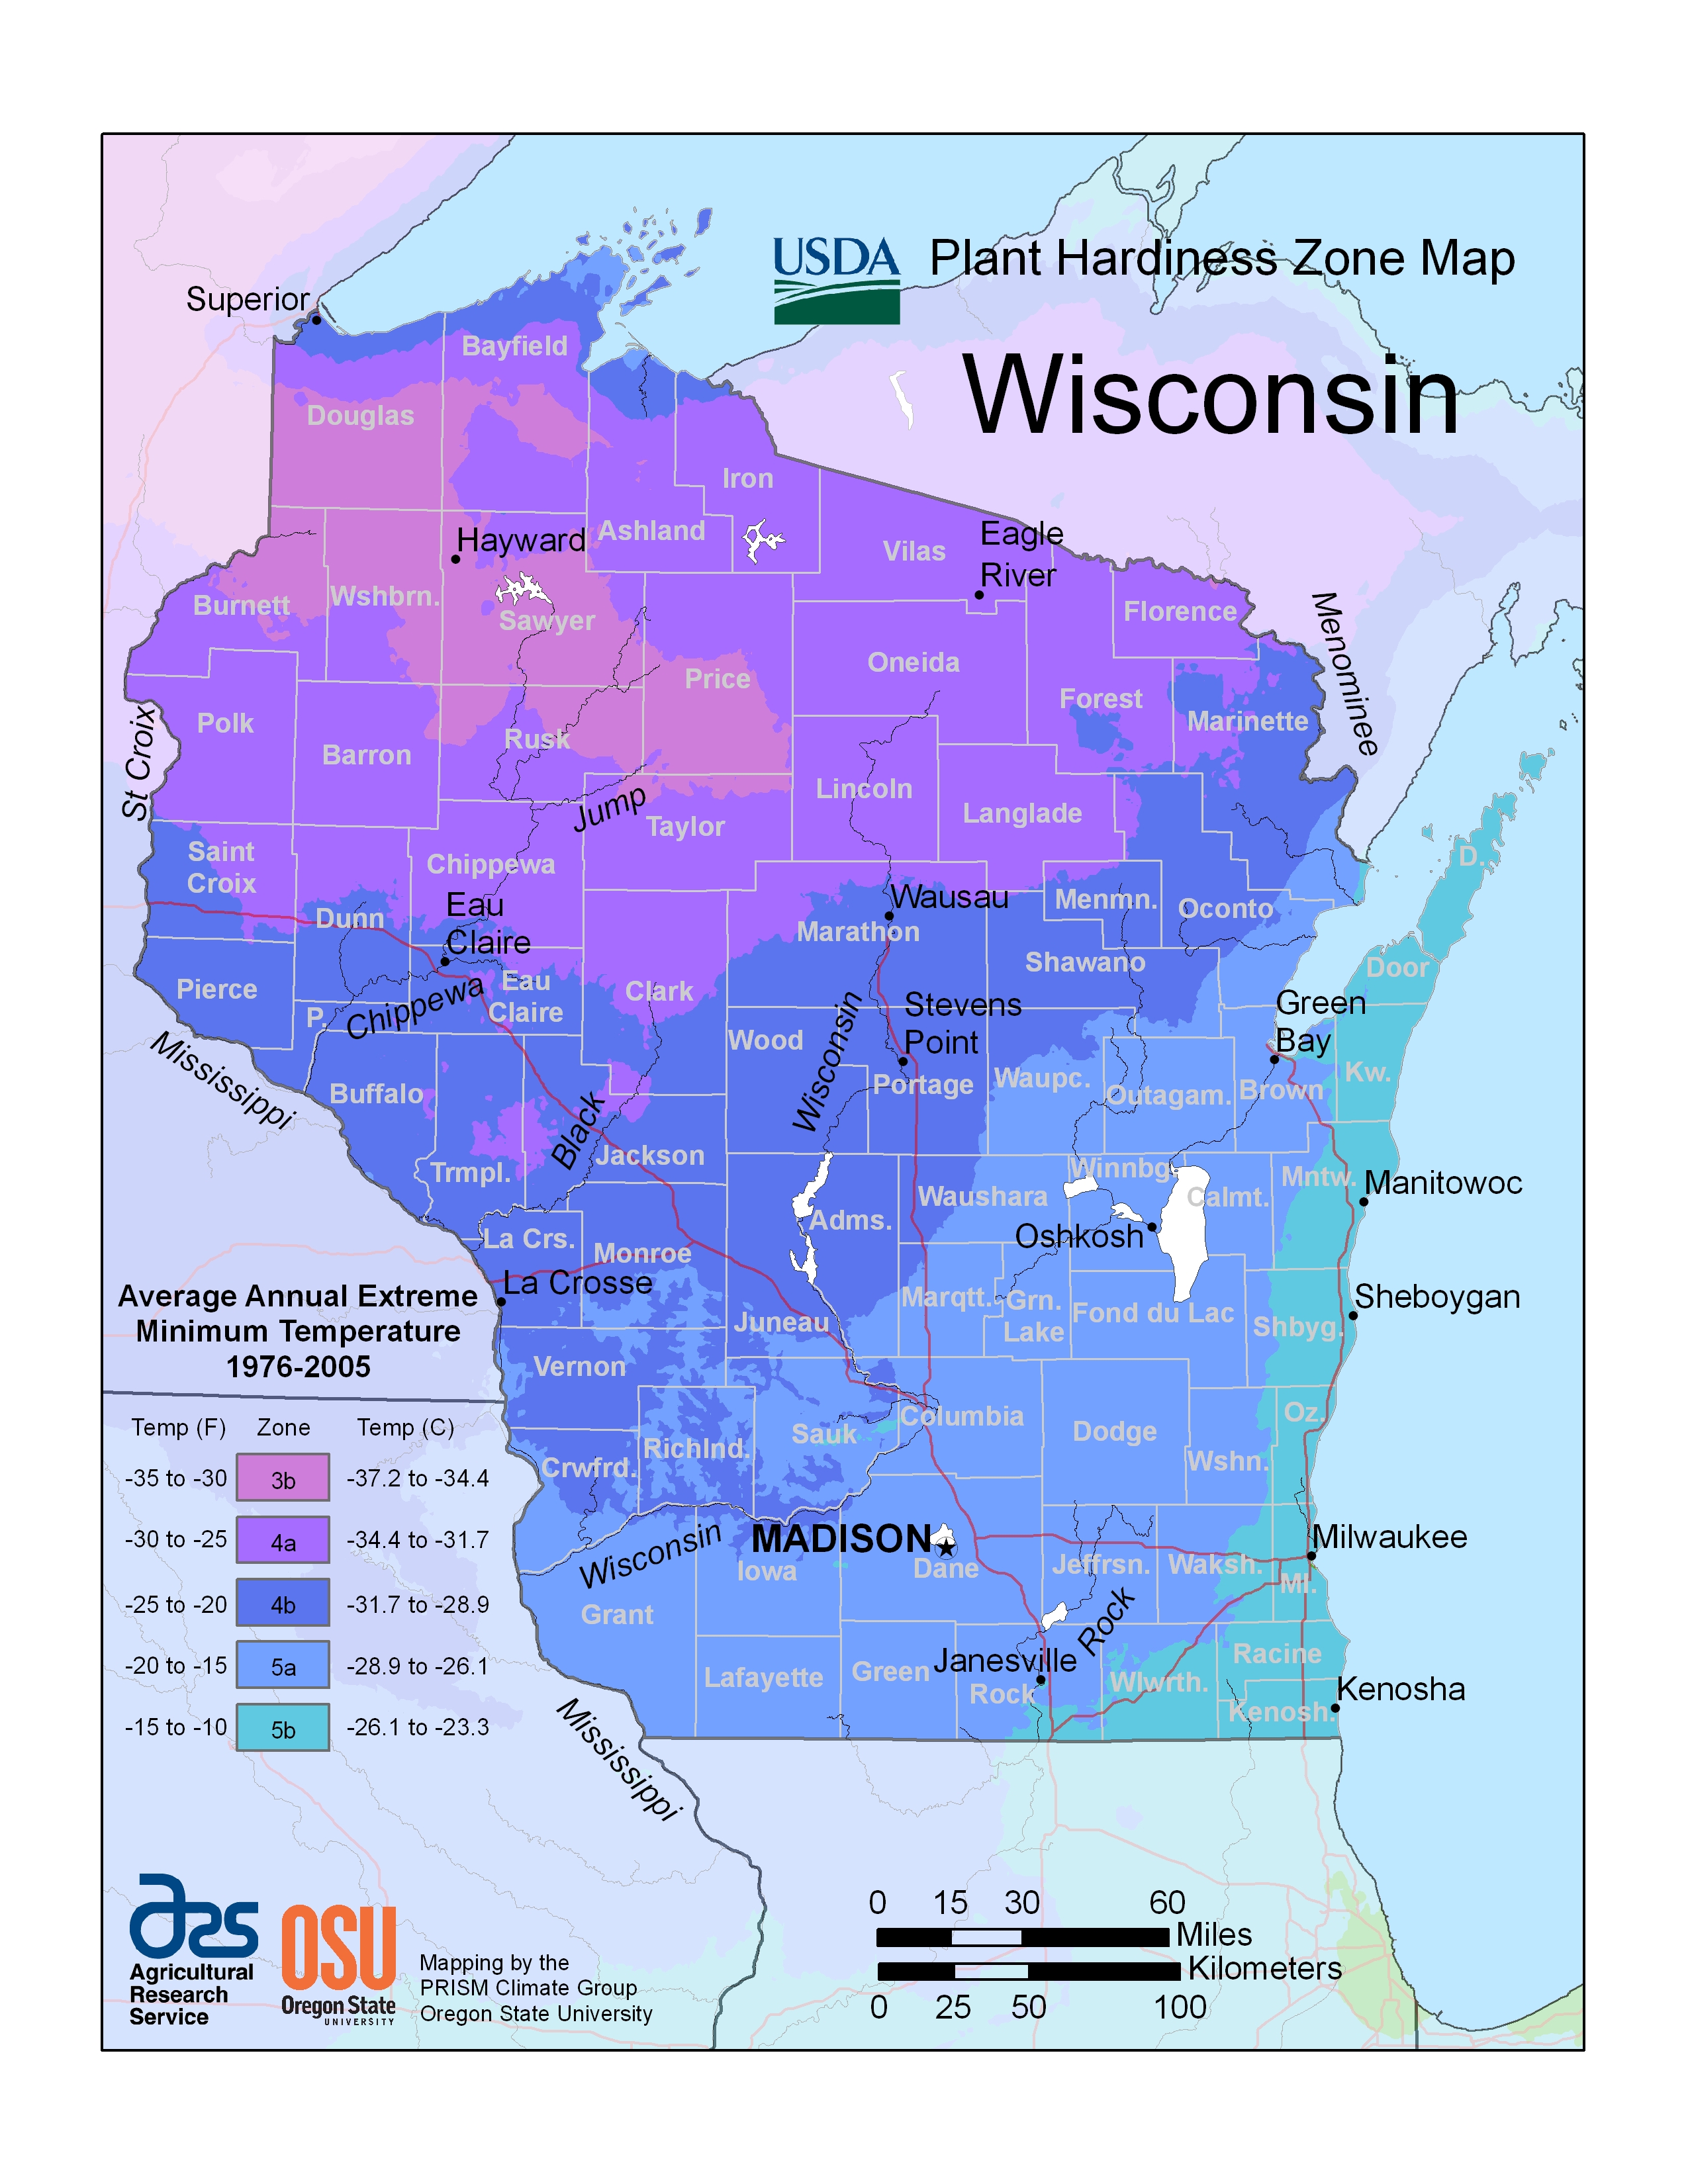 USDA
Plant Hardiness Zone Map
Wisconsin
Superior
Bayfield
Douglas
Iron
Hayward
Ashland
Eagle
River
Vilas
Burnett
Wshbrn.
Sawyer
Florence
Menominee
Oneida
Price
Forest
Polk
Rusk
Marinette
St Croix
Barron
Lincoln
Jump
Langlade
Taylor
Saint
Croix
Chippewa
D.
Dunn
Eau
Claire
Wausau
Menmn.
Oconto
Marathon
Shawano
Door
Pierce
Eau
Claire
Clark
P.
Chippewa
Stevens
Point
Green
Bay
Wood
Wisconsin
Mississippi
Buffalo
Portage
Waupc.
Outagam.
Brown
Kw.
Black
Jackson
Trmpl.
Winnbg.
Calmt.
Mntw.
Manitowoc
Waushara
Adms.
Oshkosh
La Crs.
Monroe
La Crosse
Marqtt.
Grn.
Lake
Fond du Lac
Sheboygan
Shbyg.
Juneau
Vernon
Average Annual Extreme
Minimum Temperature
1976-2005
Columbia
Oz.
Sauk
Dodge
Richlnd.
Crwfrd.
Wshn.
Temp (F) Zone Temp (C)
-35 to -30 3b -37.2 to -34.4
-30 to -25 4a -34.4 to -31.7
-25 to -20 4b -31.7 to -28.9
-20 to -15 5a -28.9 to -26.1
-15 to -10 5b -26.1 to -23.3
Wisconsin
MADISON
Milwaukee
Iowa
Dane
Jeffrsn.
Waksh.
Ml.
Grant
Rock
Lafayette
Green
Janesville
Rock
Wlwrth.
Racine
Kenosh.
Kenosha
Mississippi
ars
Agricultural
Research
Service
OSU
Oregon State
UNIVERSITY
Mapping by the
PRISM Climate Group
Oregon State University
0 15 30 60
Miles
Kilometers
0 25 50 100